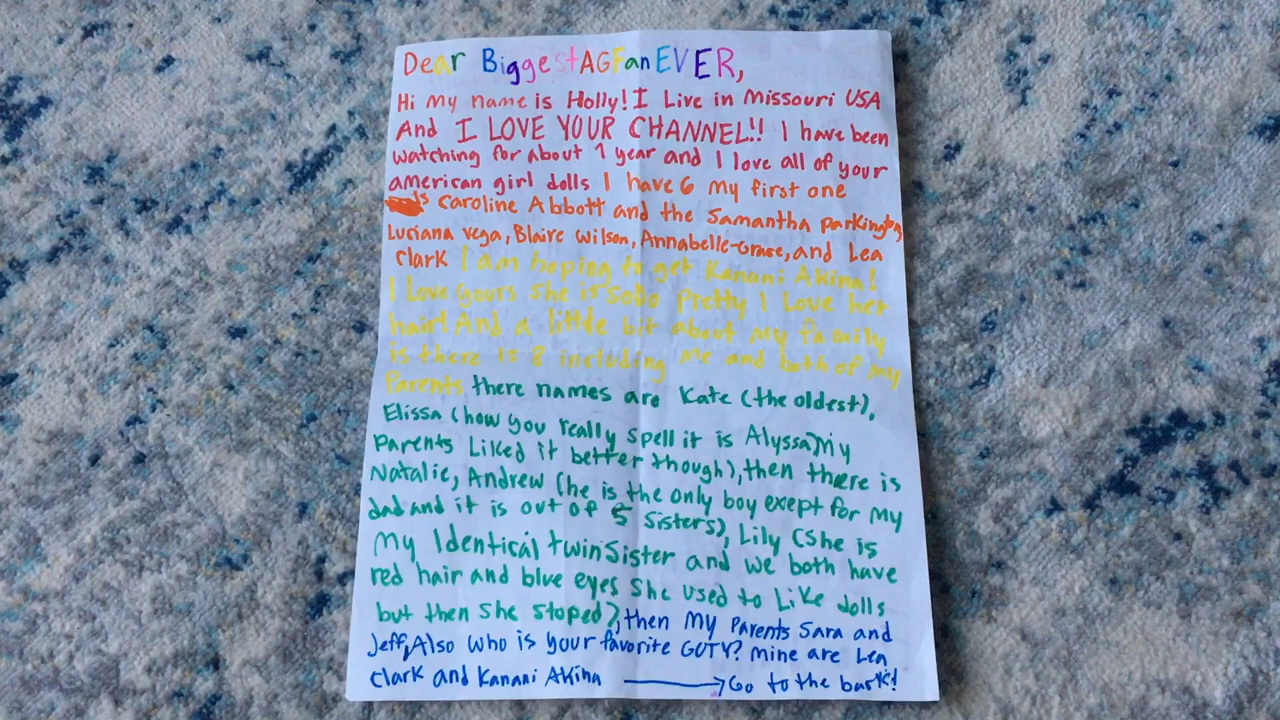 Dear BiggestAGFanEVER,
Hi My name is Holly! I Live in Missouri USA
And I LOVE YOUR CHANNEL!! I have been
watching for about 1 year and I love all of your
american girl dolls I have 6 my first one
is caroline Abbott and the Samantha parkington,
Luciana vega, Blaire wilson, Annabelle-Grace, and Lea
clark I am hoping to get Kanani Akina!
I Love yours she is sooo pretty I Love her
hair! And a little bit about my family
is there is 8 including me and both of my
Parents there names are Kate (the oldest),
Elissa (how you really spell it is Alyssa My
parents Liked it better though), then there is
Natalie, Andrew (he is the only boy exept for my
dad and it is out of 5 sisters), Lily (She is
My Identical twin Sister and we both have
red hair and blue eyes she used to Like dolls
but then she stoped), then My parents Sara and
Jeff, Also who is your favorite GOTY? mine are Lea
Clark and Kanani Akina → Go to the back!